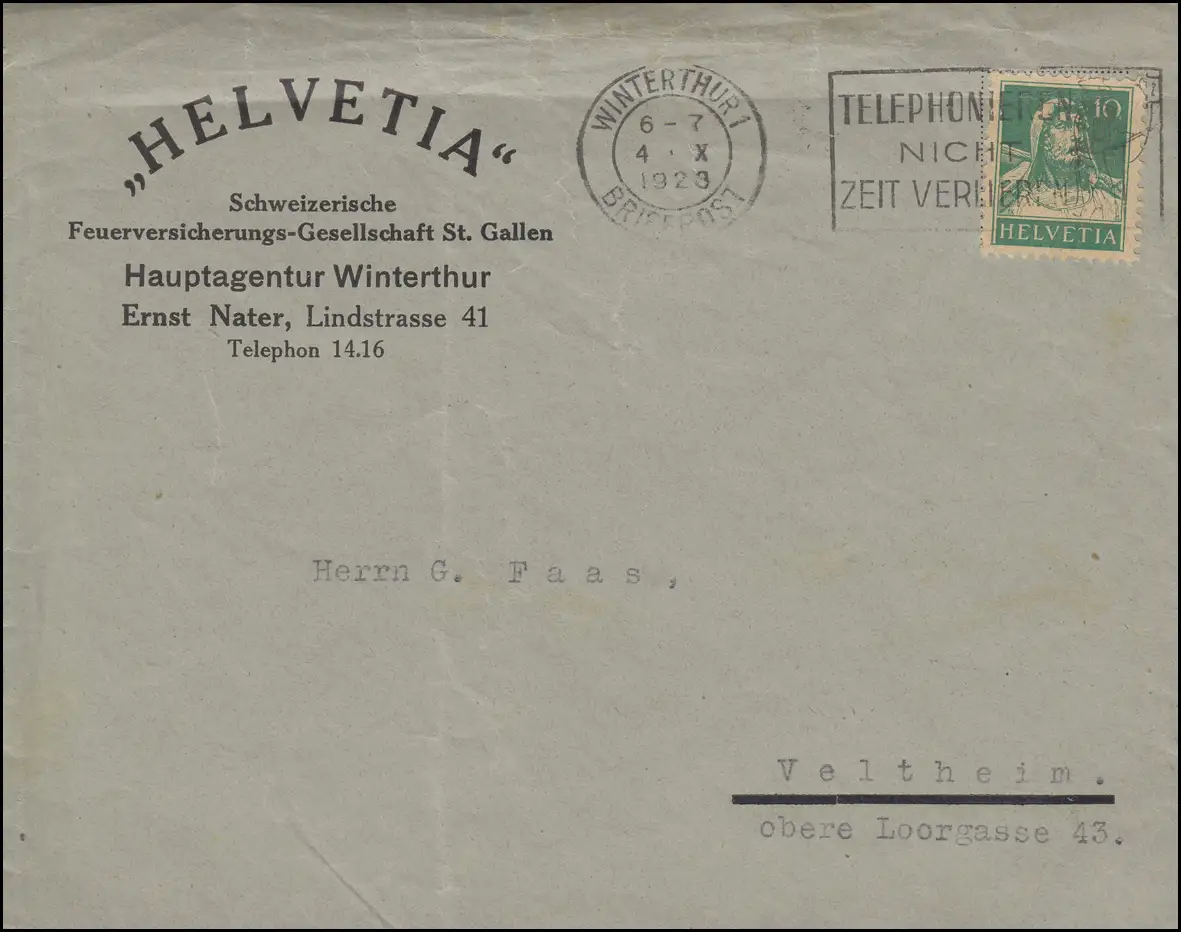 „HELVETIA“
Schweizerische
Feuerversicherungs-Gesellschaft St. Gallen
Hauptagentur Winterthur
Ernst Nater, Lindstrasse 41
Telephon 14.16
WINTERTHUR 1
6 – 7
4 · X
1923
BRIEFPOST
TELEPHONIEREN
NICHT
ZEIT VERLIEREN
10
HELVETIA
Herrn G. Faas,
Veltheim.
obere Loorgasse 43.